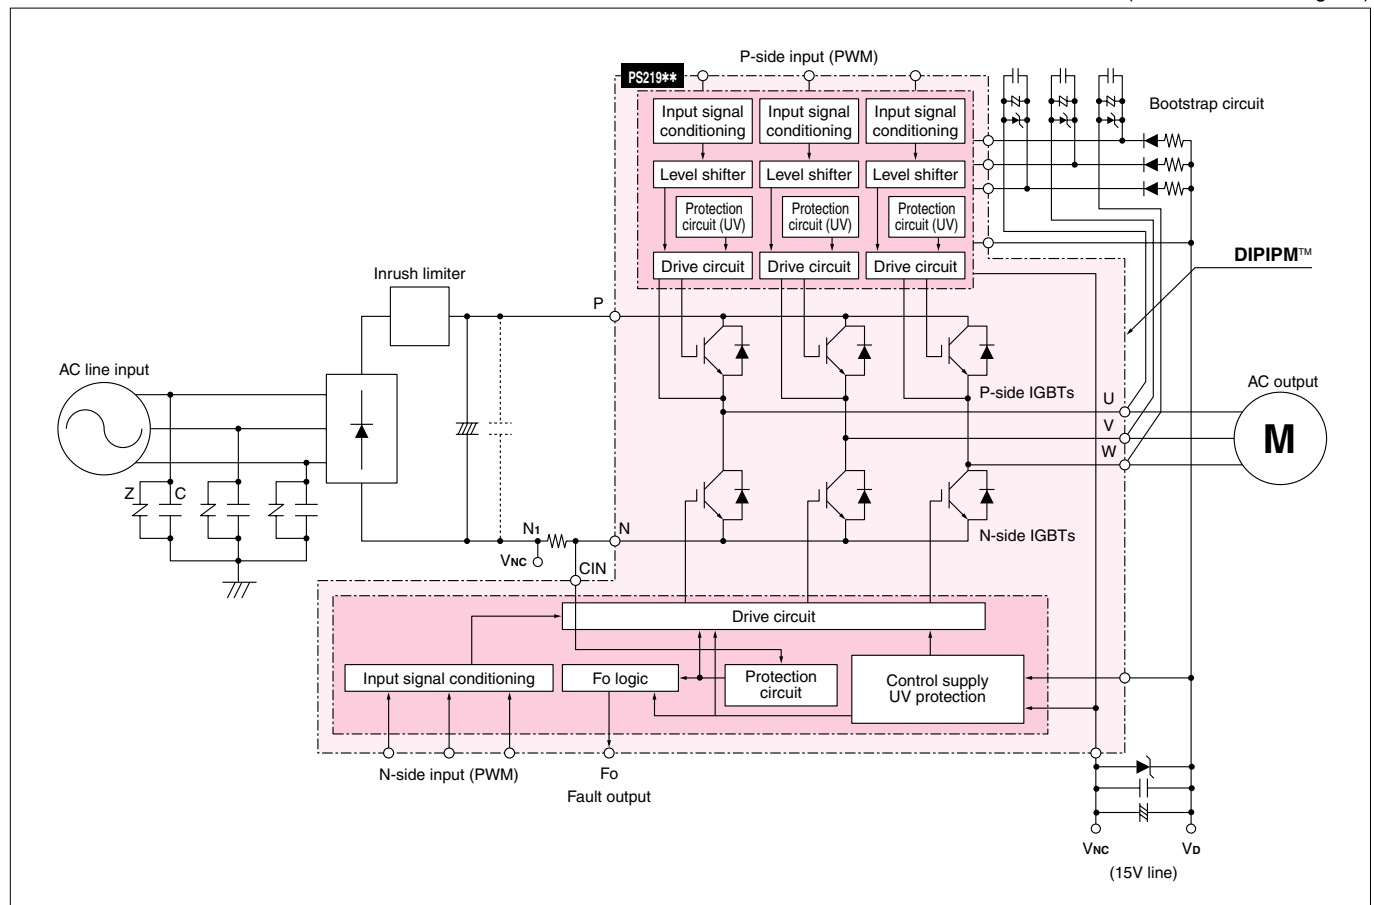 P-side input (PWM)
PS219**
Bootstrap circuit
Input signal
conditioning
Input signal
conditioning
Input signal
conditioning
Level shifter
Level shifter
Level shifter
Protection
circuit (UV)
Protection
circuit (UV)
Protection
circuit (UV)
Drive circuit
Drive circuit
Drive circuit
DIPIPM™
Inrush limiter
P
AC line input
P-side IGBTs
U
V
W
AC output
M
Z
C
N1
VNC
N
CIN
N-side IGBTs
Drive circuit
Input signal conditioning
Fo logic
Protection
circuit
Control supply
UV protection
N-side input (PWM)
Fo
Fault output
VNC
VD
(15V line)